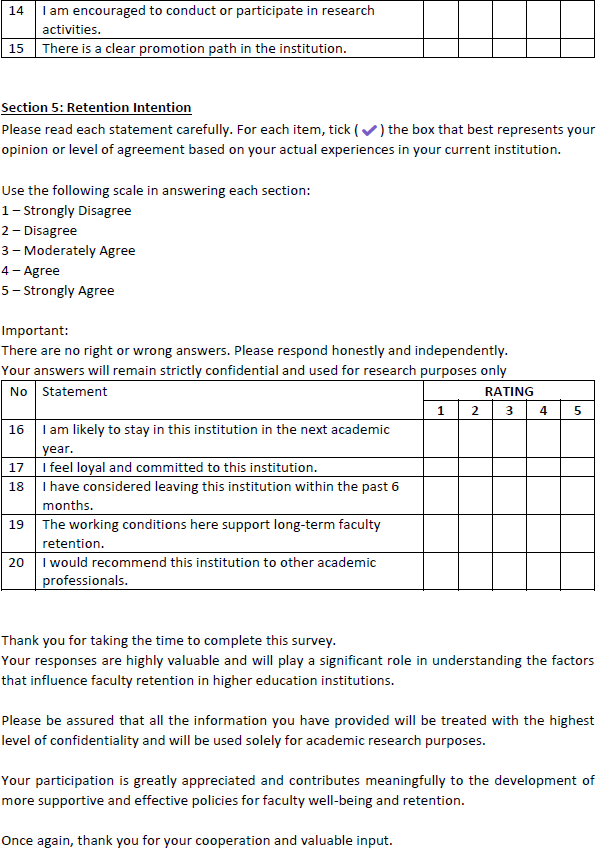 14 I am encouraged to conduct or participate in research
activities.
15 There is a clear promotion path in the institution.
Section 5: Retention Intention
Please read each statement carefully. For each item, tick ( ✔ ) the box that best represents your
opinion or level of agreement based on your actual experiences in your current institution.
Use the following scale in answering each section:
1 – Strongly Disagree
2 – Disagree
3 – Moderately Agree
4 – Agree
5 – Strongly Agree
Important:
There are no right or wrong answers. Please respond honestly and independently.
Your answers will remain strictly confidential and used for research purposes only
No Statement RATING
1 2 3 4 5
16 I am likely to stay in this institution in the next academic
year.
17 I feel loyal and committed to this institution.
18 I have considered leaving this institution within the past 6
months.
19 The working conditions here support long-term faculty
retention.
20 I would recommend this institution to other academic
professionals.
Thank you for taking the time to complete this survey.
Your responses are highly valuable and will play a significant role in understanding the factors
that influence faculty retention in higher education institutions.
Please be assured that all the information you have provided will be treated with the highest
level of confidentiality and will be used solely for academic research purposes.
Your participation is greatly appreciated and contributes meaningfully to the development of
more supportive and effective policies for faculty well-being and retention.
Once again, thank you for your cooperation and valuable input.